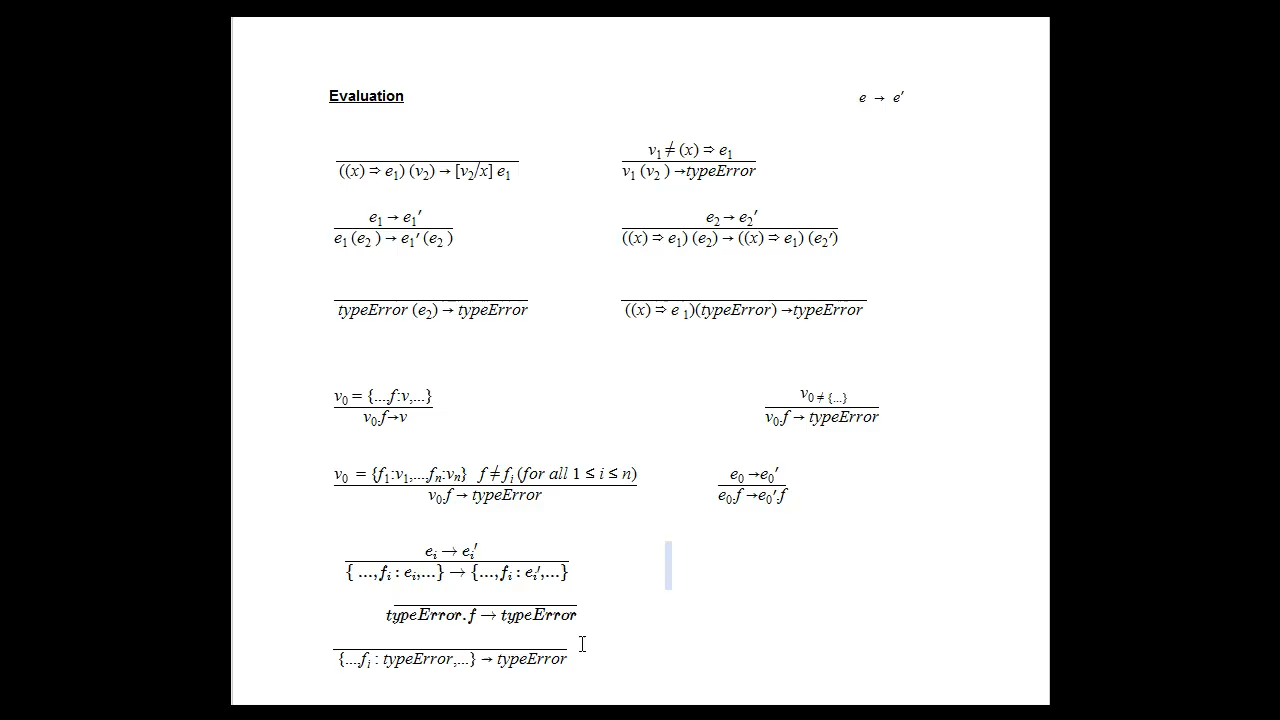 Evaluation e → e′
v₁ ≠ (x) ⇒ e₁
((x) ⇒ e₁) (v₂) → [v₂/x] e₁ v₁ (v₂ ) →typeError
e₁ → e₁′ e₂ → e₂′
e₁ (e₂ ) → e₁′ (e₂ ) ((x) ⇒ e₁) (e₂) → ((x) ⇒ e₁) (e₂′)
typeError (e₂) → typeError ((x) ⇒ e ₁)(typeError) →typeError
v₀ = {...,f:v,...} v₀ ≠ {...}
v₀.f→v v₀.f → typeError
v₀ = {f₁:v₁,...fₙ:vₙ} f ≠ fᵢ (for all 1 ≤ i ≤ n) e₀ →e₀′
v₀.f → typeError e₀.f →e₀′.f
eᵢ → eᵢ′
{ ...,fᵢ : eᵢ,...} → {...,fᵢ : eᵢ′,...}
typeError.f → typeError
{...fᵢ : typeError,...} → typeError